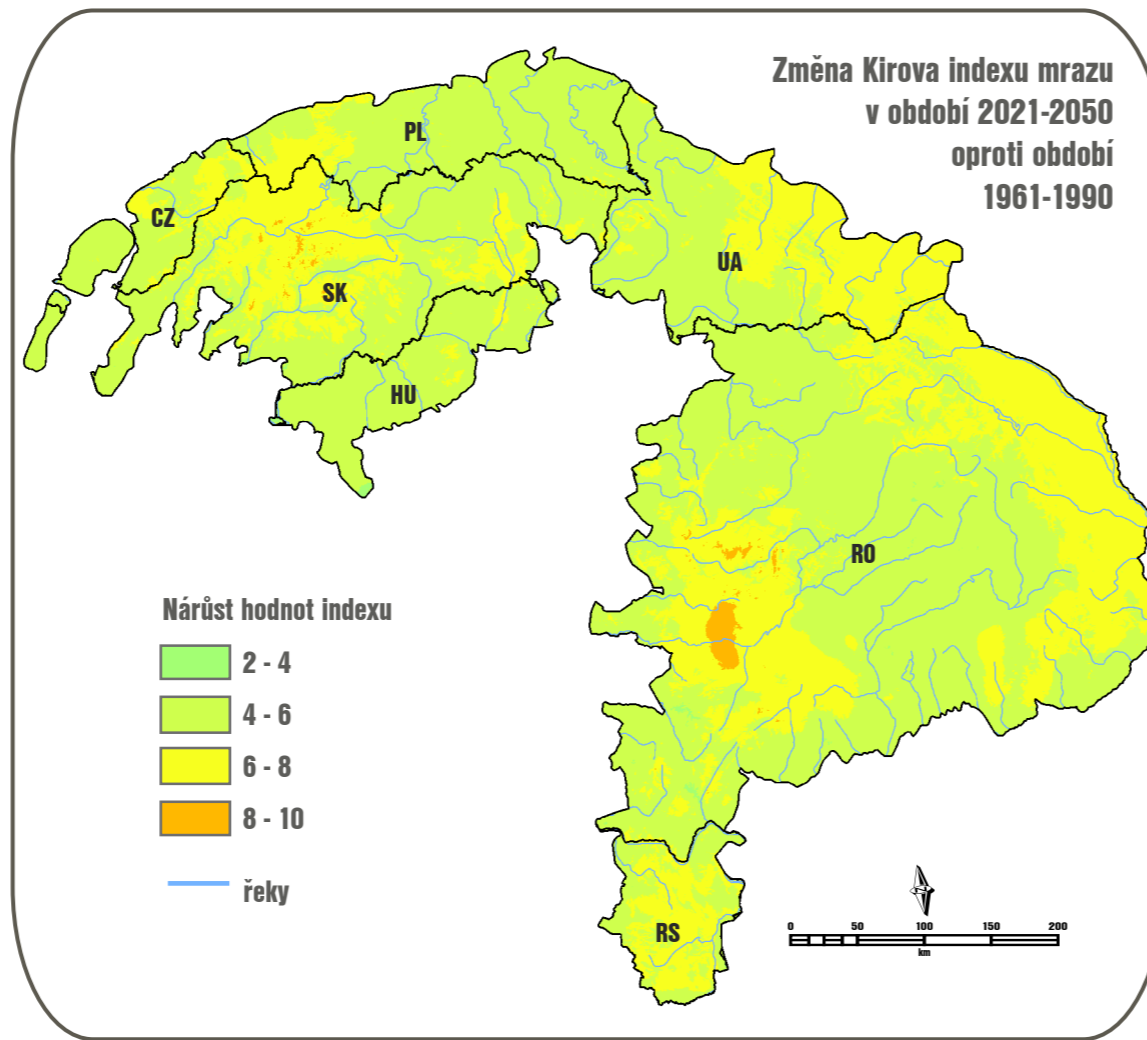 Změna Kirova indexu mrazu
v období 2021-2050
oproti období
1961-1990
PL
CZ
SK
UA
HU
RO
RS
Nárůst hodnot indexu
2 - 4
4 - 6
6 - 8
8 - 10
řeky
0 50 100 150 200
km